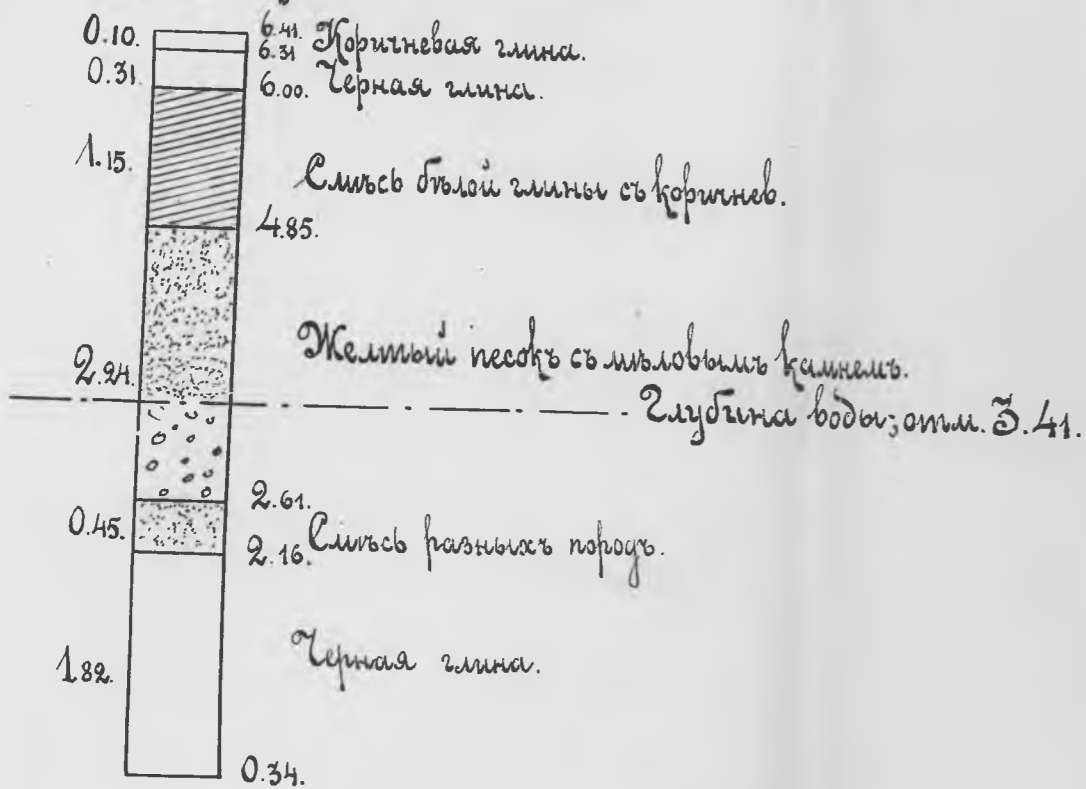 0.10. 6.41. Коричневая глина.
0.31. 6.31
6.00. Черная глина.
1.15. Смѣсь бѣлой глины съ коричнев.
4.85.
Желтый песокъ съ мѣловымъ камнемъ.
2.24.
Глубина воды; отм. 3.41.
2.61.
0.45. Смѣсь разныхъ породъ.
2.16.
Черная глина.
1.82.
0.34.